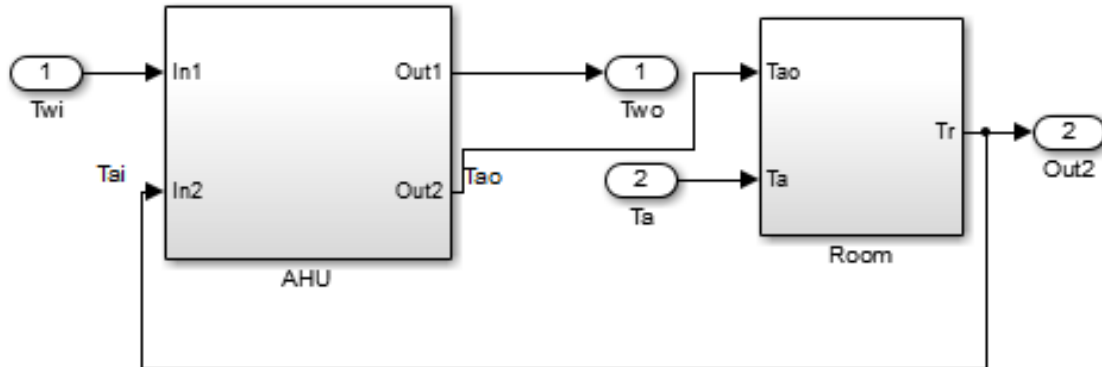 1
Twi
In1
Out1
1
Two
Tao
Tr
2
Out2
Tai
In2
Out2
Tao
2
Ta
Ta
AHU
Room